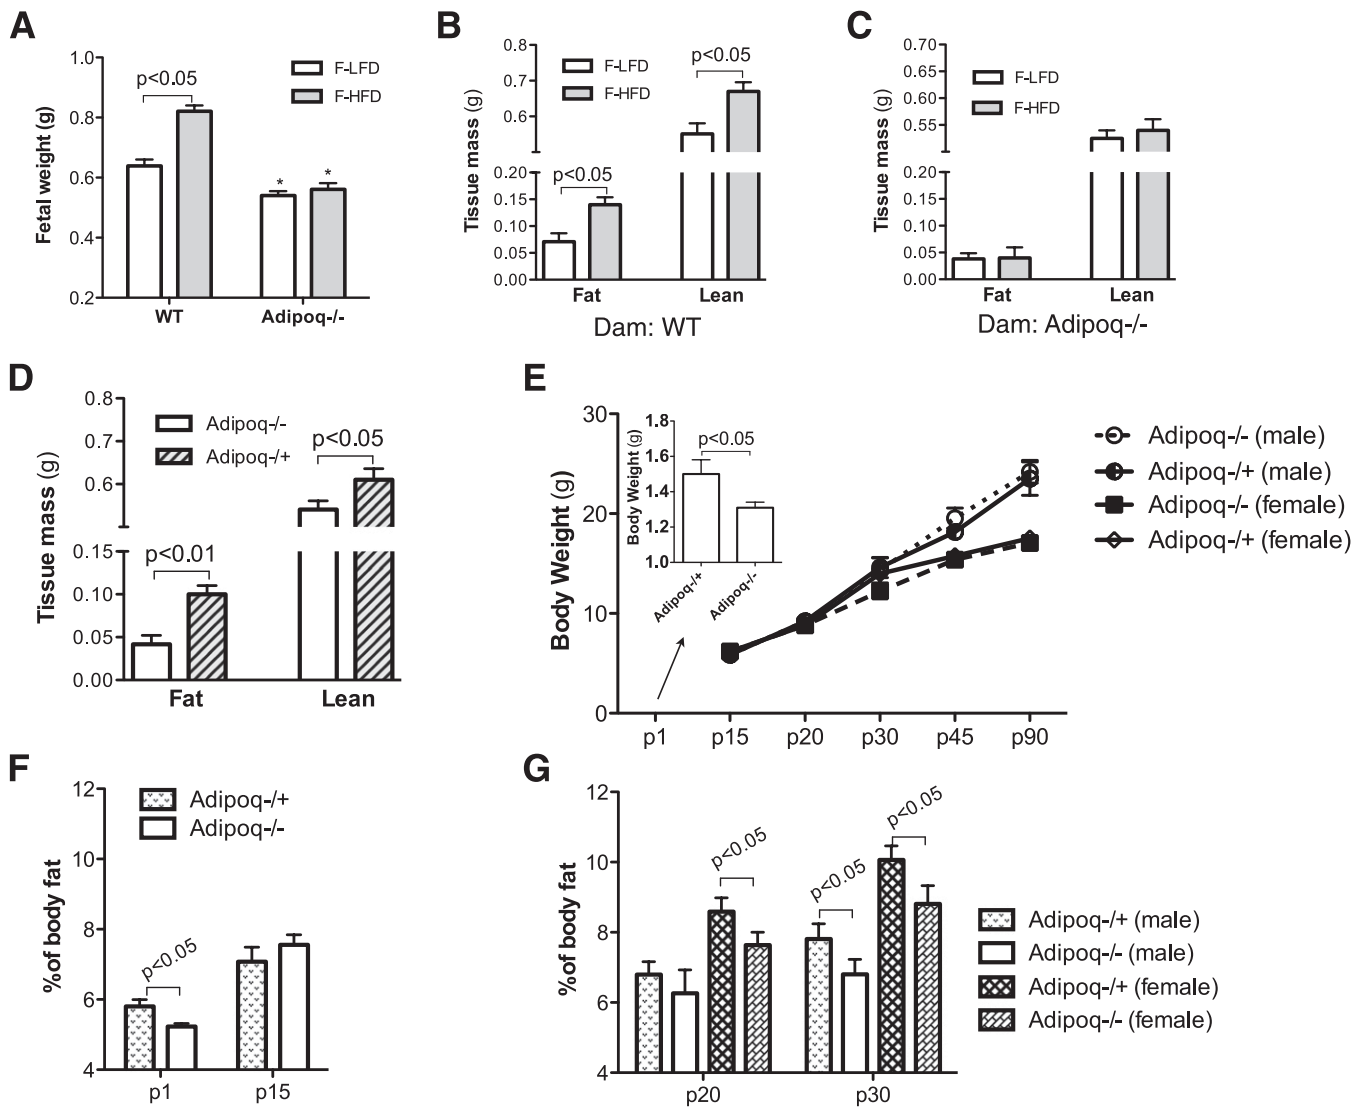 A
Fetal weight (g)
1.0
0.8
0.6
0.4
0.2
p<0.05
F-LFD
F-HFD
*
*
WT
Adipoq-/-
B
Tissue mass (g)
0.8
0.7
0.6
0.20
0.15
0.10
0.05
0.00
F-LFD
F-HFD
p<0.05
p<0.05
Fat
Lean
Dam: WT
C
Tissue mass (g)
0.70
0.65
0.60
0.55
0.20
0.15
0.10
0.05
0.00
F-LFD
F-HFD
Fat
Lean
Dam: Adipoq-/-
D
Tissue mass (g)
0.8
0.7
0.6
0.15
0.10
0.05
0.00
Adipoq-/-
Adipoq-/+
p<0.05
p<0.01
Fat
Lean
E
Body Weight (g)
30
20
10
0
Body Weight (g)
1.8
1.6
1.4
1.2
1.0
p<0.05
Adipoq-/+
Adipoq-/-
p1
p15
p20
p30
p45
p90
Adipoq-/- (male)
Adipoq-/+ (male)
Adipoq-/- (female)
Adipoq-/+ (female)
F
%of body fat
12
10
8
6
4
Adipoq-/+
Adipoq-/-
p<0.05
p1
p15
G
%of body fat
12
10
8
6
4
p<0.05
p<0.05
p<0.05
p20
p30
Adipoq-/+ (male)
Adipoq-/- (male)
Adipoq-/+ (female)
Adipoq-/- (female)